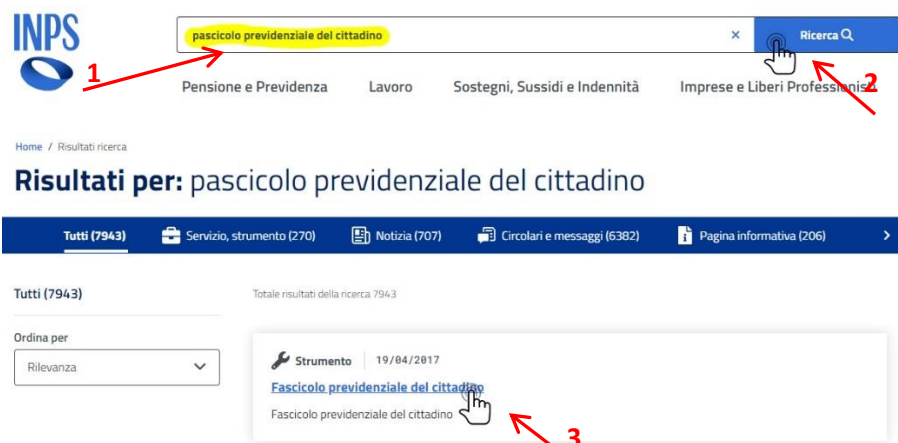 INPS
pascicolo previdenziale del cittadino × Ricerca
1
2
Pensione e Previdenza Lavoro Sostegni, Sussidi e Indennità Imprese e Liberi Professionisti
Home / Risultati ricerca
Risultati per: pascicolo previdenziale del cittadino
Tutti (7943) Servizio, strumento (270) Notizia (707) Circolari e messaggi (6382) Pagina informativa (206) >
Tutti (7943)
Totale risultati della ricerca 7943
Ordina per
Rilevanza
Strumento 19/04/2017
Fascicolo previdenziale del cittadino
Fascicolo previdenziale del cittadino
3